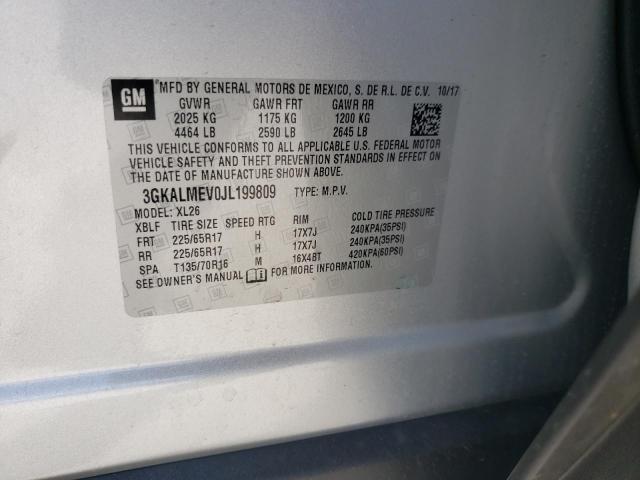 GM
MFD BY GENERAL MOTORS DE MEXICO, S. DE R.L. DE C.V. 10/17
GVWR GAWR FRT GAWR RR
2025 KG 1175 KG 1200 KG
4464 LB 2590 LB 2645 LB
THIS VEHICLE CONFORMS TO ALL APPLICABLE U.S. FEDERAL MOTOR
VEHICLE SAFETY AND THEFT PREVENTION STANDARDS IN EFFECT ON
THE DATE OF MANUFACTURE SHOWN ABOVE.
3GKALMEV0JL199809 TYPE: M.P.V.
MODEL: XL26
XBLF TIRE SIZE SPEED RTG RIM COLD TIRE PRESSURE
FRT 225/65R17 H 17X7J 240KPA(35PSI)
RR 225/65R17 H 17X7J 240KPA(35PSI)
SPA T135/70R16 M 16X4BT 420KPA(60PSI)
SEE OWNER'S MANUAL FOR MORE INFORMATION